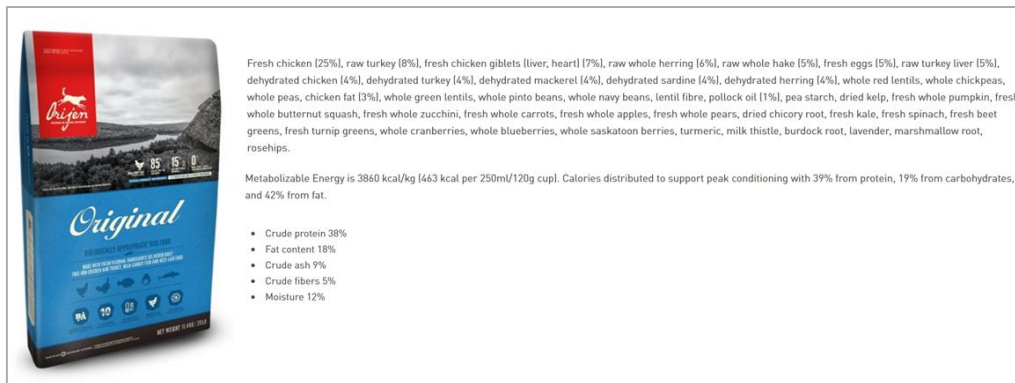 Orijen
85
15
0
Original
BIOLOGICALLY APPROPRIATE DOG FOOD
NET WEIGHT 11.4KG | 25LB
Fresh chicken (25%), raw turkey (8%), fresh chicken giblets (liver, heart) (7%), raw whole herring (6%), raw whole hake (5%), fresh eggs (5%), raw turkey liver (5%),
dehydrated chicken (4%), dehydrated turkey (4%), dehydrated mackerel (4%), dehydrated sardine (4%), dehydrated herring (4%), whole red lentils, whole chickpeas,
whole peas, chicken fat (3%), whole green lentils, whole pinto beans, whole navy beans, lentil fibre, pollock oil (1%), pea starch, dried kelp, fresh whole pumpkin, fresh
whole butternut squash, fresh whole zucchini, fresh whole carrots, fresh whole apples, fresh whole pears, dried chicory root, fresh kale, fresh spinach, fresh beet
greens, fresh turnip greens, whole cranberries, whole blueberries, whole saskatoon berries, turmeric, milk thistle, burdock root, lavender, marshmallow root,
rosehips.
Metabolizable Energy is 3860 kcal/kg (463 kcal per 250ml/120g cup). Calories distributed to support peak conditioning with 39% from protein, 19% from carbohydrates,
and 42% from fat.
• Crude protein 38%
• Fat content 18%
• Crude ash 9%
• Crude fibers 5%
• Moisture 12%